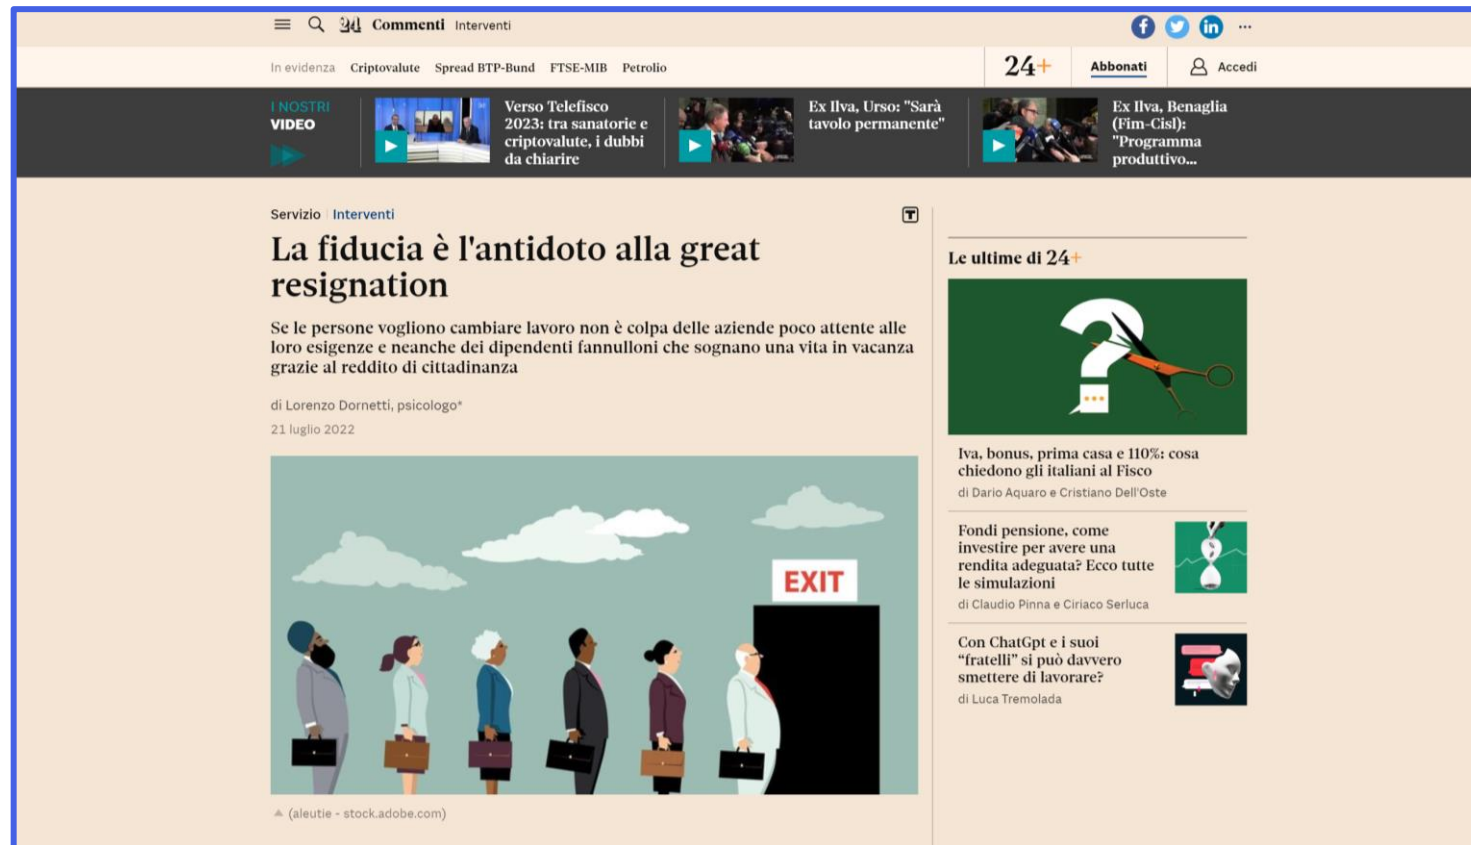 24 Commenti Interventi
In evidenza Criptovalute Spread BTP-Bund FTSE-MIB Petrolio
24+ Abbonati Accedi
I NOSTRI
VIDEO
Verso Telefisco
2023: tra sanatorie e
criptovalute, i dubbi
da chiarire
Ex Ilva, Urso: "Sarà
tavolo permanente"
Ex Ilva, Benaglia
(Fim-Cisl):
"Programma
produttivo...
Servizio Interventi
La fiducia è l'antidoto alla great
resignation
Se le persone vogliono cambiare lavoro non è colpa delle aziende poco attente alle
loro esigenze e neanche dei dipendenti fannulloni che sognano una vita in vacanza
grazie al reddito di cittadinanza
di Lorenzo Dornetti, psicologo*
21 luglio 2022
EXIT
(aleutie - stock.adobe.com)
Le ultime di 24+
Iva, bonus, prima casa e 110%: cosa
chiedono gli italiani al Fisco
di Dario Aquaro e Cristiano Dell'Oste
Fondi pensione, come
investire per avere una
rendita adeguata? Ecco tutte
le simulazioni
di Claudio Pinna e Ciriaco Serluca
Con ChatGpt e i suoi
“fratelli” si può davvero
smettere di lavorare?
di Luca Tremolada